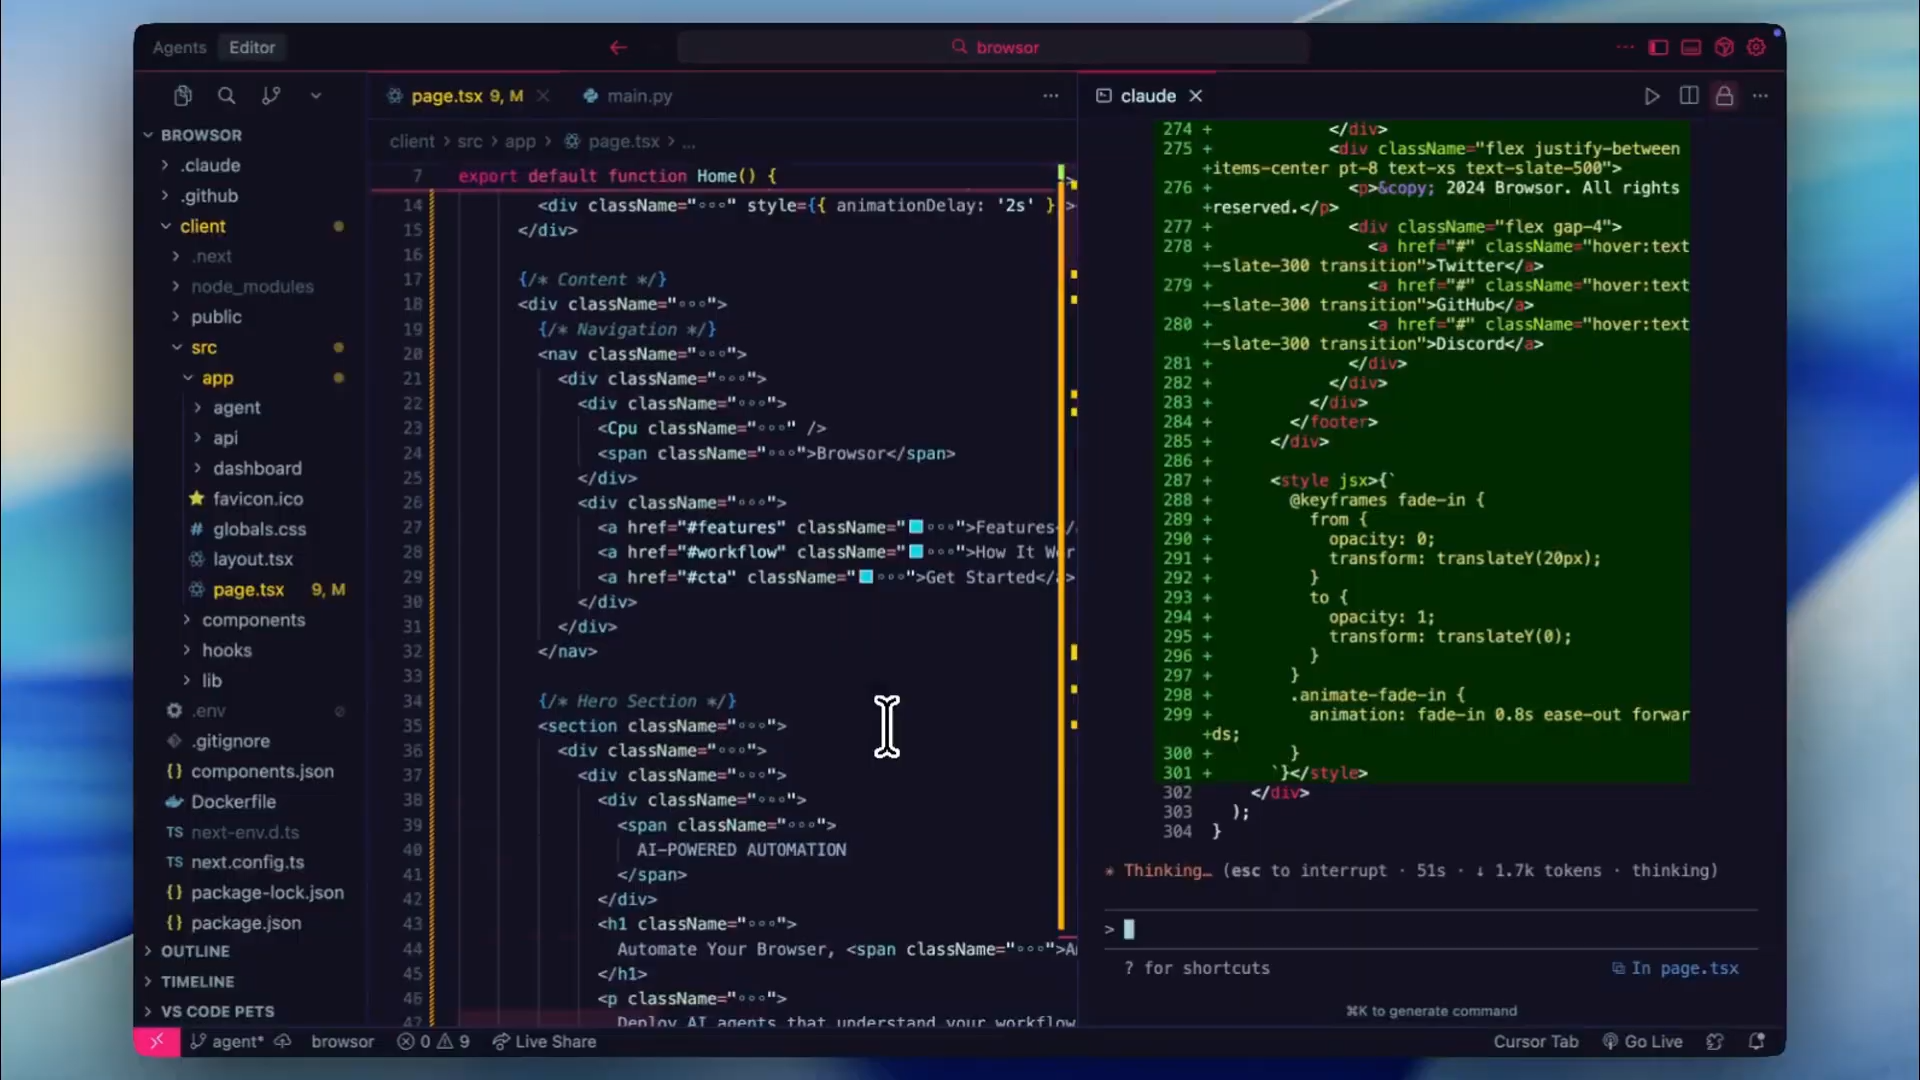 Agents Editor
browsor
BROWSOR
.claude
.github
client
.next
node_modules
public
src
app
agent
api
dashboard
favicon.ico
globals.css
layout.tsx
page.tsx 9, M
components
hooks
lib
.env
.gitignore
components.json
Dockerfile
next-env.d.ts
next.config.ts
package-lock.json
package.json
OUTLINE
TIMELINE
VS CODE PETS
page.tsx 9, M
main.py
client > src > app > page.tsx > ...
7 export default function Home() {
14 <div className="∘∘∘" style={{ animationDelay: '2s' } >
15 </div>
16
17 {/* Content */}
18 <div className="∘∘∘">
19 {/* Navigation */}
20 <nav className="∘∘∘">
21 <div className="∘∘∘">
22 <div className="∘∘∘">
23 <Cpu className="∘∘∘" />
24 <span className="∘∘∘">Browsor</span>
25 </div>
26 <div className="∘∘∘">
27 <a href="#features" className="∘∘∘">Features</
28 <a href="#workflow" className="∘∘∘">How It Wor
29 <a href="#cta" className="∘∘∘">Get Started</a>
30 </div>
31 </div>
32 </nav>
33
34 {/* Hero Section */}
35 <section className="∘∘∘">
36 <div className="∘∘∘">
37 <div className="∘∘∘">
38 <div className="∘∘∘">
39 <span className="∘∘∘">
40 AI-POWERED AUTOMATION
41 </span>
42 </div>
43 <h1 className="∘∘∘">
44 Automate Your Browser, <span className="∘∘∘">A
45 </h1>
46 <p className="∘∘∘">
47 Deploy AI agents that understand your workflow
claude
274 + </div>
275 + <div className="flex justify-between
+items-center pt-8 text-xs text-slate-500">
276 + <p>&copy; 2024 Browsor. All rights
+reserved.</p>
277 + <div className="flex gap-4">
278 + <a href="#" className="hover:text
+-slate-300 transition">Twitter</a>
279 + <a href="#" className="hover:text
+-slate-300 transition">GitHub</a>
280 + <a href="#" className="hover:text
+-slate-300 transition">Discord</a>
281 + </div>
282 + </div>
283 + </div>
284 + </footer>
285 + </div>
286 +
287 + <style jsx>{`
288 + @keyframes fade-in {
289 + from {
290 + opacity: 0;
291 + transform: translateY(20px);
292 + }
293 + to {
294 + opacity: 1;
295 + transform: translateY(0);
296 + }
297 + }
298 + .animate-fade-in {
299 + animation: fade-in 0.8s ease-out forwar
+ds;
300 + }
301 + `}</style>
302 </div>
303 );
304 }
* Thinking… (esc to interrupt · 51s · ↓ 1.7k tokens · thinking)
>
? for shortcuts
In page.tsx
⌘K to generate command
agent*
browsor
0 9
Live Share
Cursor Tab
Go Live